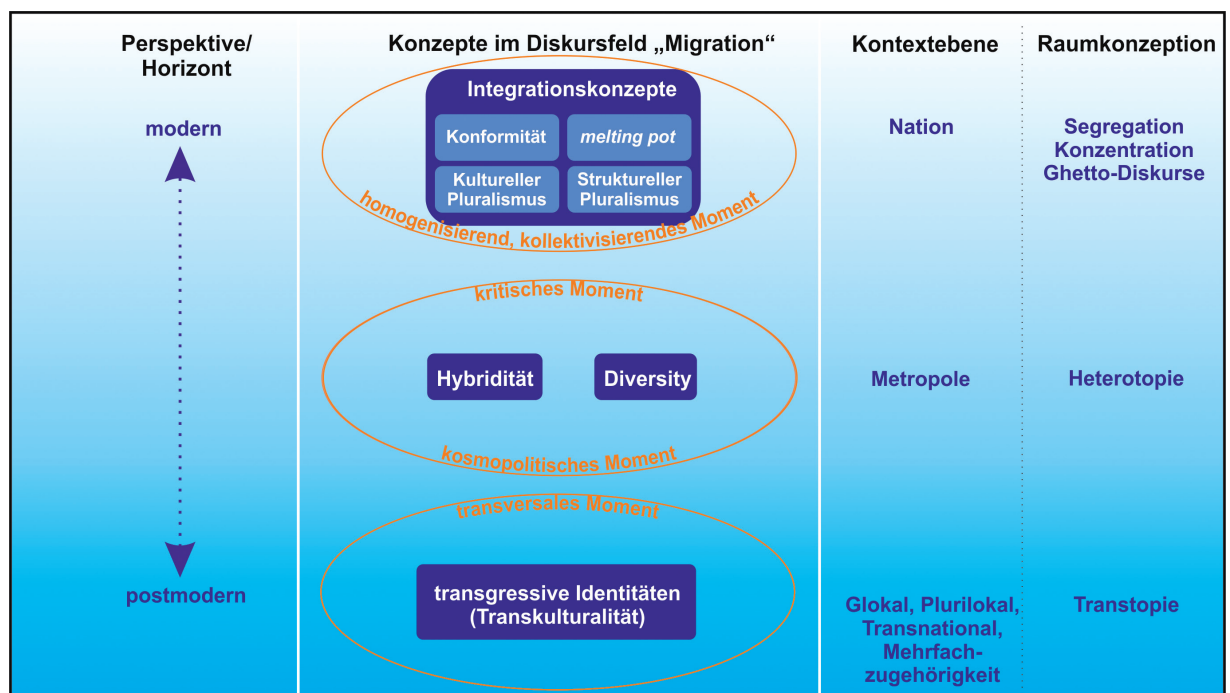 Perspektive/
Horizont
modern
postmodern
Konzepte im Diskursfeld „Migration“
Integrationskonzepte
Konformität
melting pot
Kultureller
Pluralismus
Struktureller
Pluralismus
homogenisierend, kollektivisierendes Moment
kritisches Moment
Hybridität
Diversity
kosmopolitisches Moment
transversales Moment
transgressive Identitäten
(Transkulturalität)
Kontextebene
Nation
Metropole
Glokal, Plurilokal,
Transnational,
Mehrfach-
zugehörigkeit
Raumkonzeption
Segregation
Konzentration
Ghetto-Diskurse
Heterotopie
Transtopie